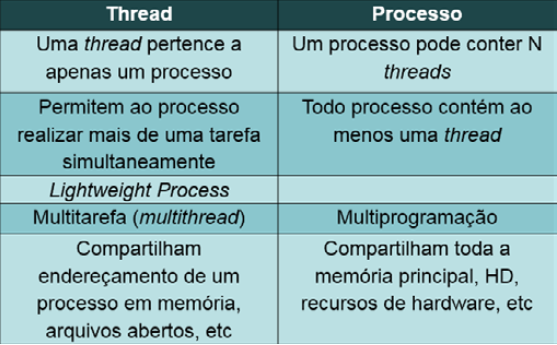 Thread Processo
Uma thread pertence a
apenas um processo
Um processo pode conter N
threads
Permitem ao processo
realizar mais de uma tarefa
simultaneamente
Todo processo contém ao
menos uma thread
Lightweight Process
Multitarefa (multithread) Multiprogramação
Compartilham
endereçamento de um
processo em memória,
arquivos abertos, etc
Compartilham toda a
memória principal, HD,
recursos de hardware, etc